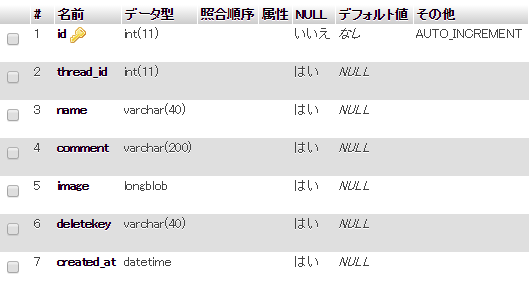 # 名前 データ型 照合順序 属性 NULL デフォルト値 その他
1 id int(11) いいえ なし AUTO_INCREMENT
2 thread_id int(11) はい NULL
3 name varchar(40) はい NULL
4 comment varchar(200) はい NULL
5 image longblob はい NULL
6 deletekey varchar(40) はい NULL
7 created_at datetime はい NULL